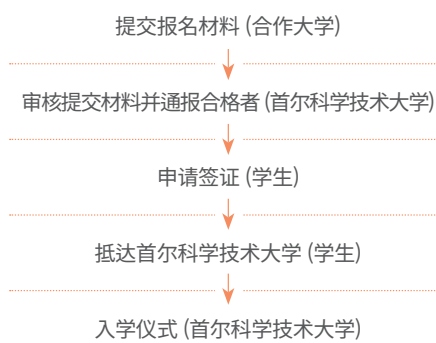 提交报名材料 (合作大学)
审核提交材料并通报合格者 (首尔科学技术大学)
申请签证 (学生)
抵达首尔科学技术大学 (学生)
入学仪式 (首尔科学技术大学)